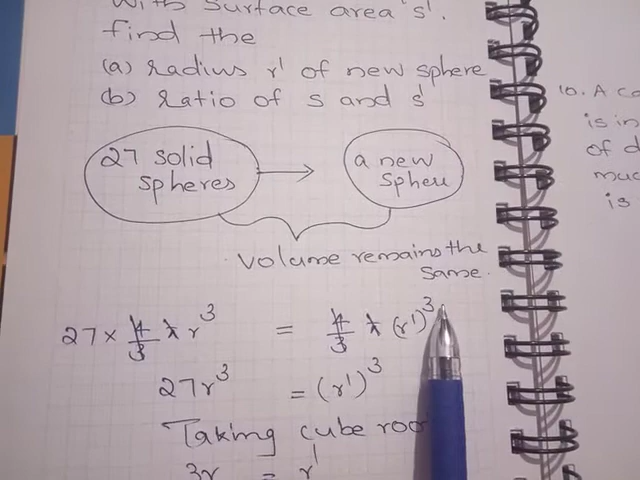 with surface area 's'.
find the
(a) radius r' of new sphere
(b) ratio of s and s'
27 solid spheres → a new spheu
volume remains the
same.
27 × 4/3 π r³ = 4/3 π (r')³
27r³ = (r')³
Taking cube roo
3r = r'
10. A co
is in
of d
muc
is